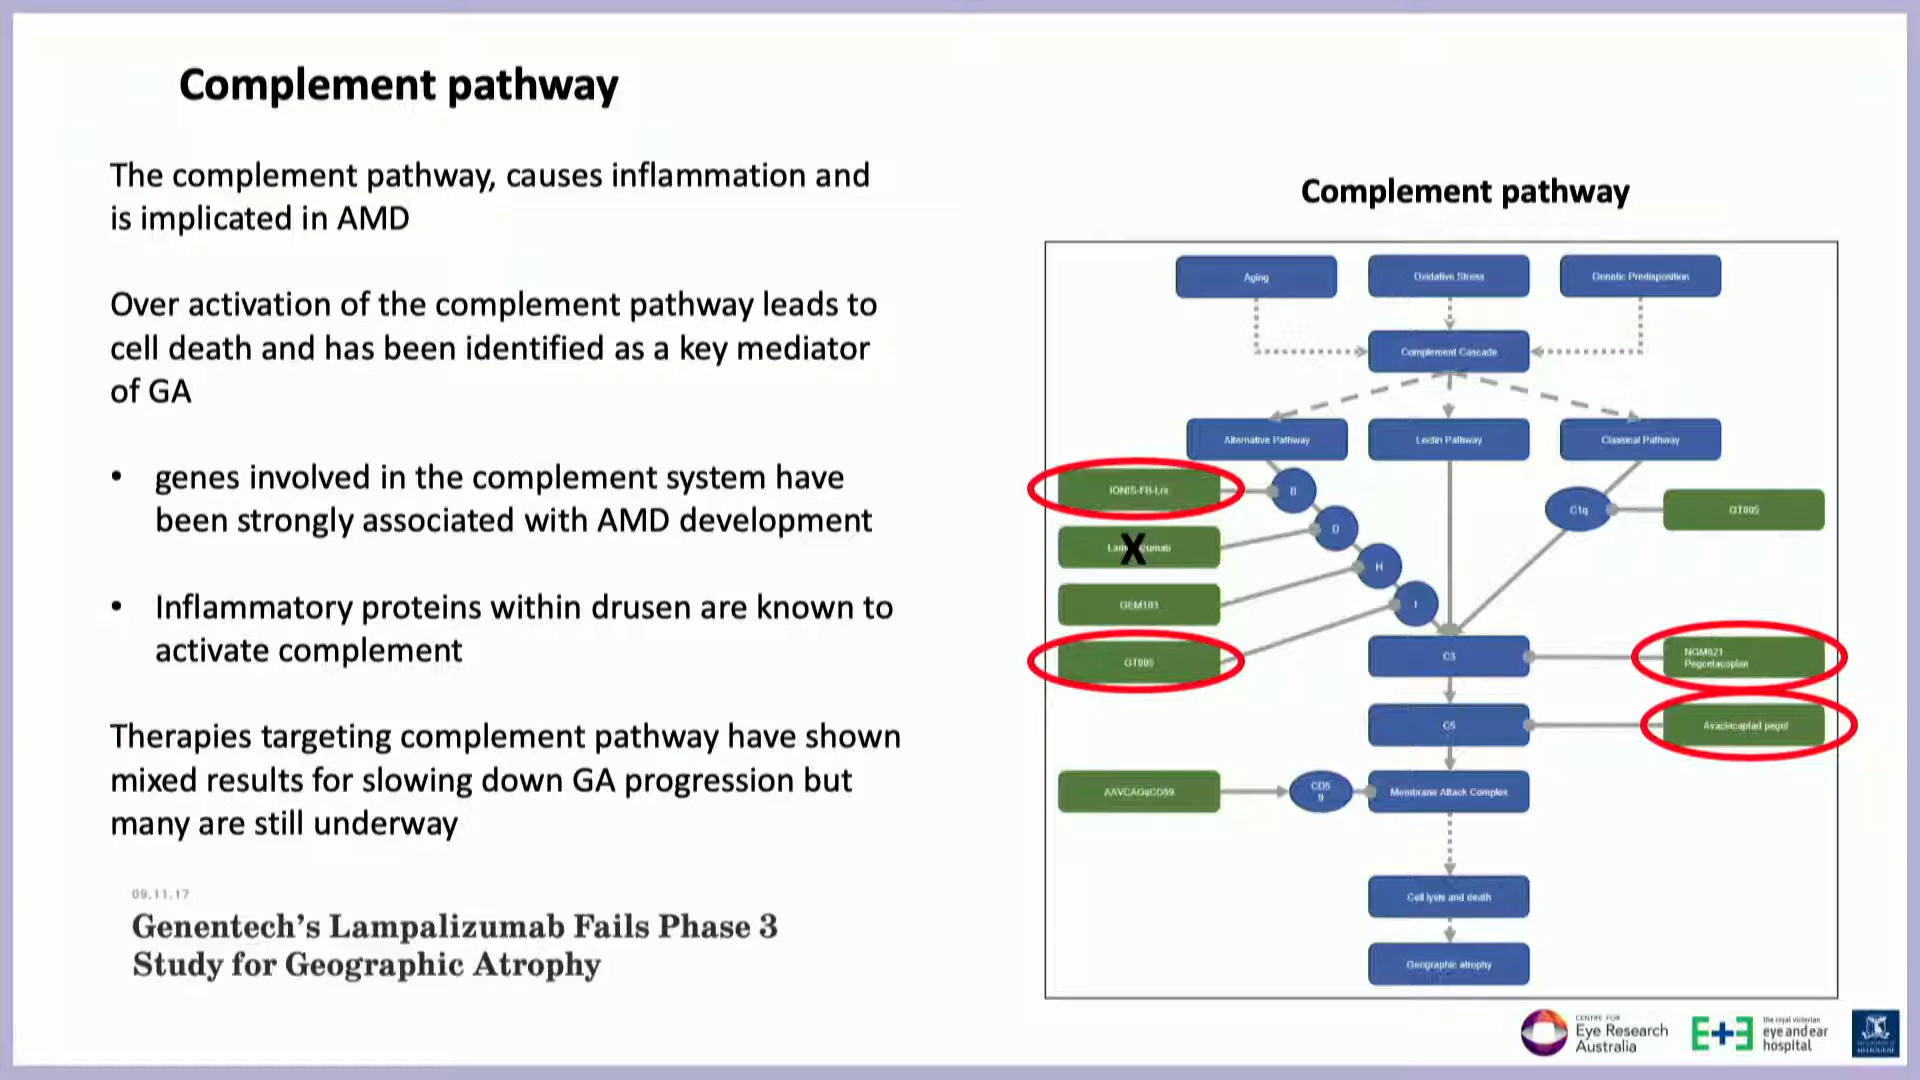 Complement pathway
The complement pathway, causes inflammation and
is implicated in AMD
Over activation of the complement pathway leads to
cell death and has been identified as a key mediator
of GA
• genes involved in the complement system have
been strongly associated with AMD development
• Inflammatory proteins within drusen are known to
activate complement
Therapies targeting complement pathway have shown
mixed results for slowing down GA progression but
many are still underway
09.11.17
Genentech's Lampalizumab Fails Phase 3
Study for Geographic Atrophy
Complement pathway
Aging
Oxidative Stress
Genetic Predisposition
Complement Cascade
Alternative Pathway
Lectin Pathway
Classical Pathway
IONIS-FB-Lrx
B
C1q
GT005
D
X
GEM103
H
I
GT005
C3
NGM621
Pegcetacoplan
C5
Avacincaptad pegol
AAVCAGsCD59
CD5
9
Membrane Attack Complex
Cell lysis and death
Geographic atrophy
CENTRE FOR
Eye Research
Australia
E+E
the royal victorian
eye and ear
hospital
MELBOURNE